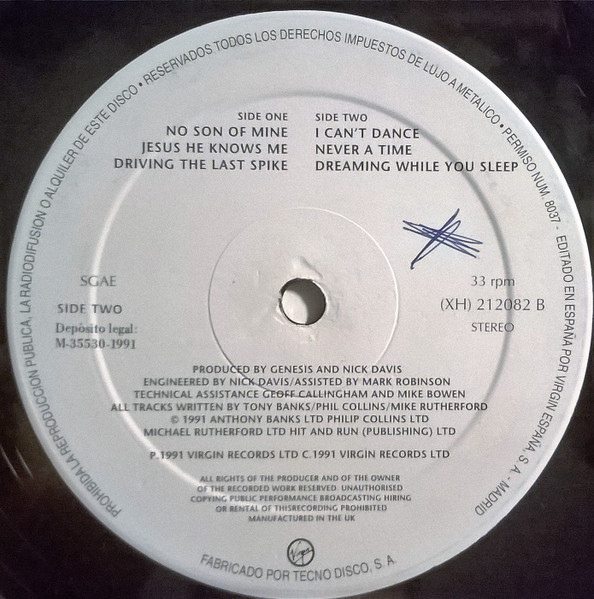 PROHIBIDA LA REPRODUCCION PUBLICA, LA RADIODIFUSION O ALQUILER DE ESTE DISCO • RESERVADOS TODOS LOS DERECHOS IMPUESTOS DE LUJO A METALICO • PERMISO NUM. 8037 - EDITADO EN ESPAÑA POR VIRGIN ESPAÑA, S. A. - MADRID
SIDE ONE
NO SON OF MINE
JESUS HE KNOWS ME
DRIVING THE LAST SPIKE
SIDE TWO
I CAN'T DANCE
NEVER A TIME
DREAMING WHILE YOU SLEEP
SGAE
SIDE TWO
Depósito legal:
M-35530-1991
33 rpm
(XH) 212082 B
STEREO
PRODUCED BY GENESIS AND NICK DAVIS
ENGINEERED BY NICK DAVIS/ASSISTED BY MARK ROBINSON
TECHNICAL ASSISTANCE GEOFF CALLINGHAM AND MIKE BOWEN
ALL TRACKS WRITTEN BY TONY BANKS/PHIL COLLINS/MIKE RUTHERFORD
© 1991 ANTHONY BANKS LTD PHILIP COLLINS LTD
MICHAEL RUTHERFORD LTD HIT AND RUN (PUBLISHING) LTD
P.1991 VIRGIN RECORDS LTD C.1991 VIRGIN RECORDS LTD
ALL RIGHTS OF THE PRODUCER AND OF THE OWNER
OF THE RECORDED WORK RESERVED. UNAUTHORISED
COPYING PUBLIC PERFORMANCE BROADCASTING HIRING
OR RENTAL OF THISRECORDING PROHIBITED
MANUFACTURED IN THE UK
Virgin
FABRICADO POR TECNO DISCO, S. A.